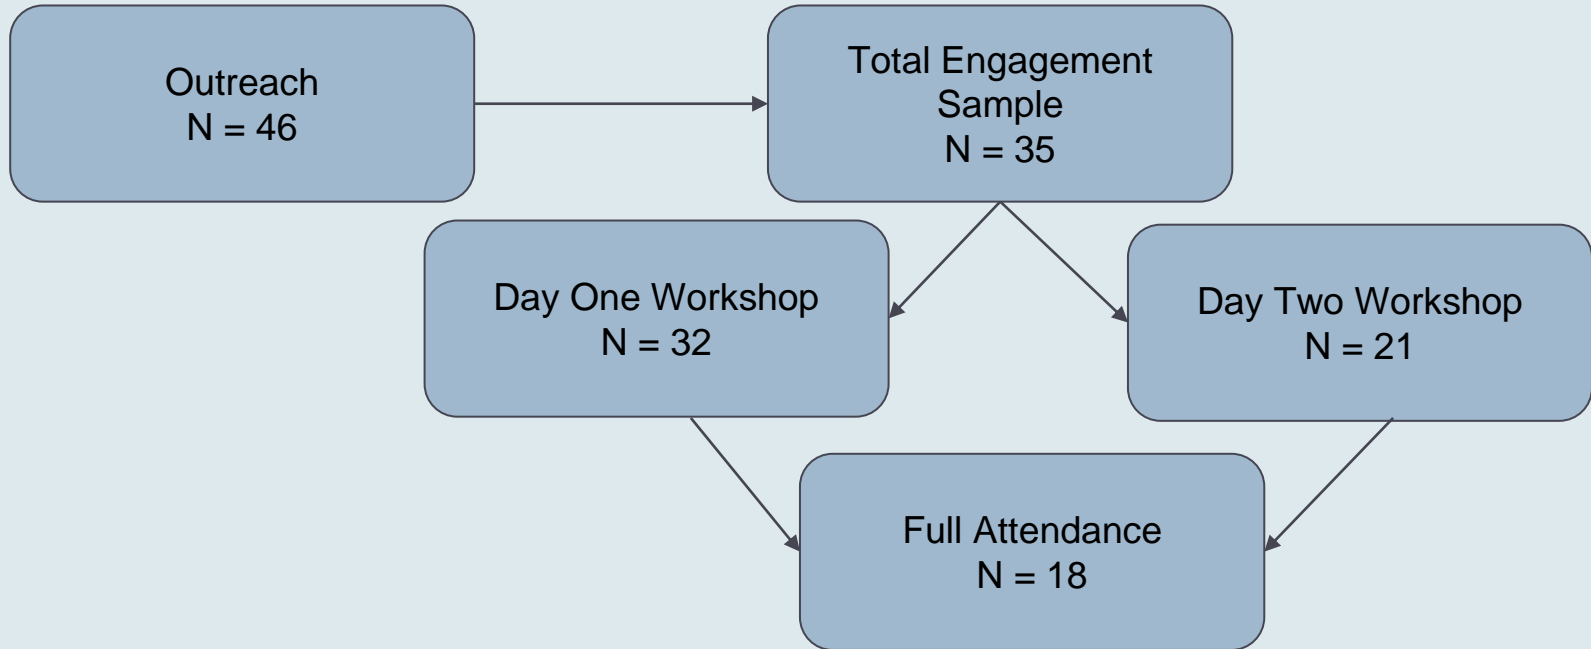 Outreach
N = 46
Total Engagement
Sample
N = 35
Day One Workshop
N = 32
Day Two Workshop
N = 21
Full Attendance
N = 18